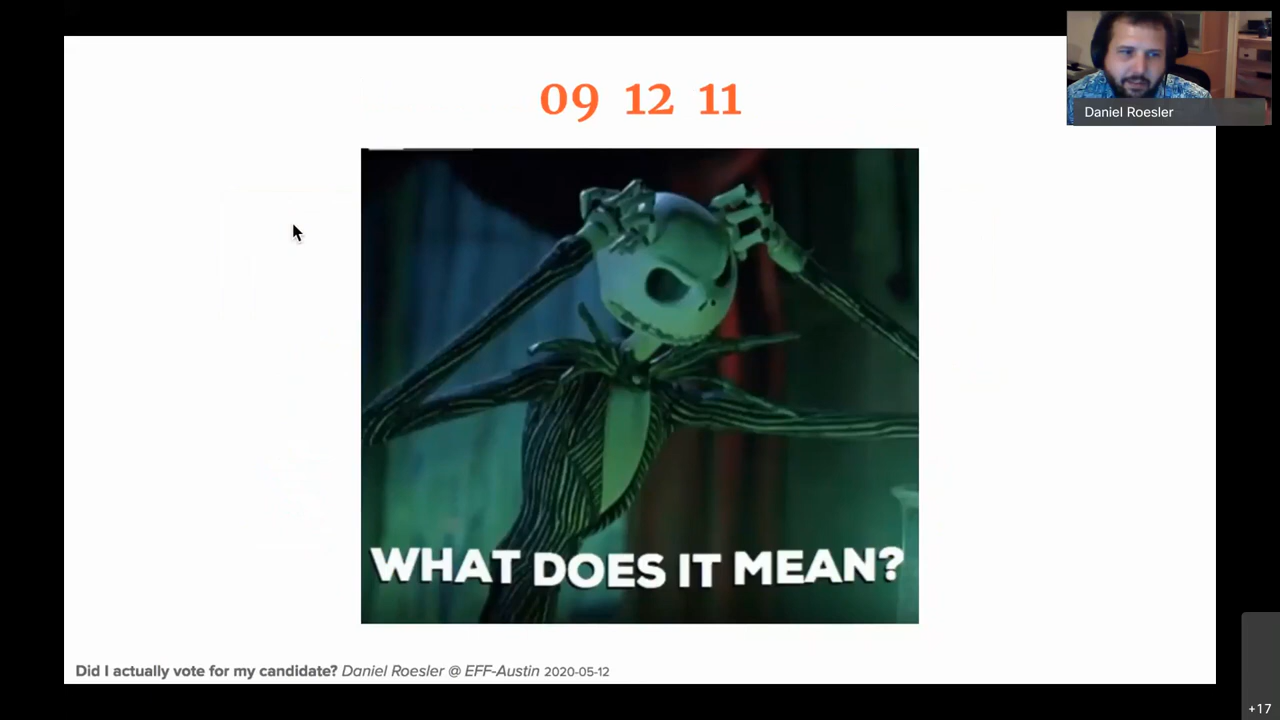 Daniel Roesler
09 12 11
WHAT DOES IT MEAN?
Did I actually vote for my candidate? Daniel Roesler @ EFF-Austin 2020-05-12
+17